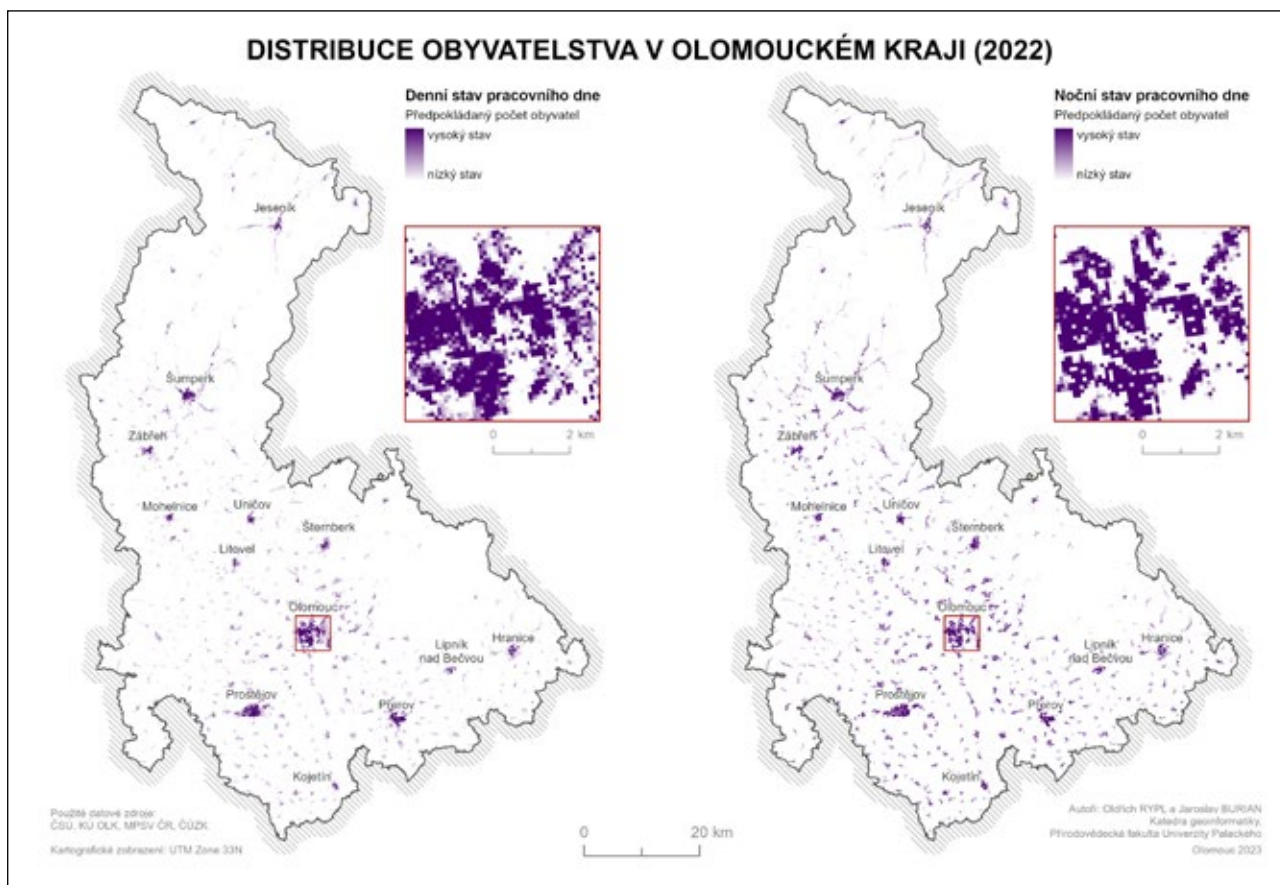 DISTRIBUCE OBYVATELSTVA V OLOMOUCKÉM KRAJI (2022)
Denní stav pracovního dne
Předpokládaný počet obyvatel
vysoký stav
nízký stav
Jeseník
Šumperk
Zábřeh
Mohelnice
Uničov
Šternberk
Litovel
Olomouc
Lipník
nad Bečvou
Hranice
Prostějov
Přerov
Kojetín
0 2 km
Noční stav pracovního dne
Předpokládaný počet obyvatel
vysoký stav
nízký stav
Jeseník
Šumperk
Zábřeh
Mohelnice
Uničov
Šternberk
Litovel
Olomouc
Lipník
nad Bečvou
Hranice
Prostějov
Přerov
Kojetín
0 2 km
Použité datové zdroje:
ČSÚ, KÚ OLK, MPSV ČR, ČÚZK
Kartografické zobrazení: UTM Zone 33N
0 20 km
Autoři: Oldřich RYPL a Jaroslav BURIAN
Katedra geoinformatiky,
Přírodovědecká fakulta Univerzity Palackého
Olomouc 2023